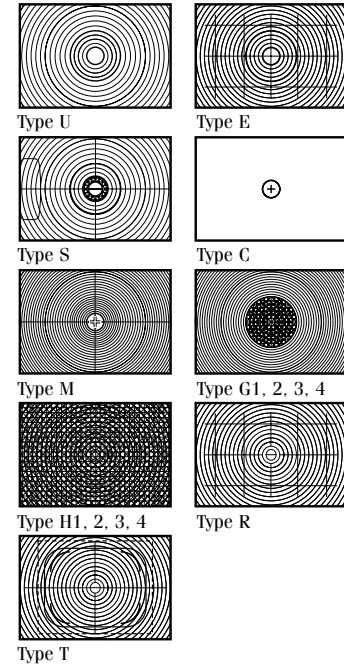 Type U
Type E
Type S
Type C
Type M
Type G1, 2, 3, 4
Type H1, 2, 3, 4
Type R
Type T